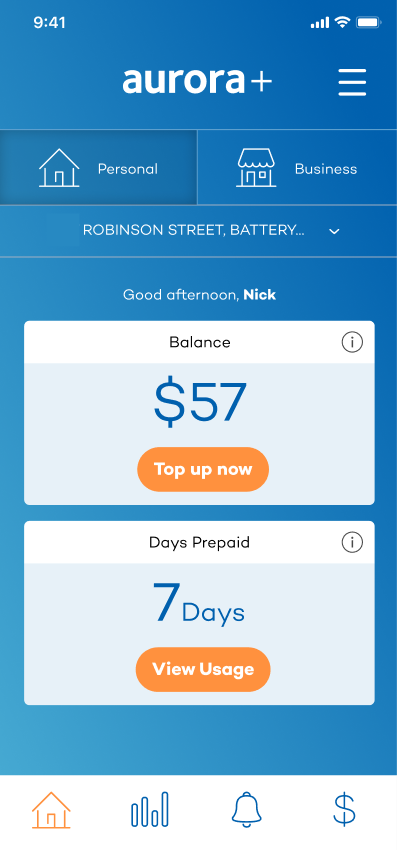 9:41
aurora+
Personal
Business
ROBINSON STREET, BATTERY...
Good afternoon, Nick
Balance
$57
Top up now
Days Prepaid
7 Days
View Usage